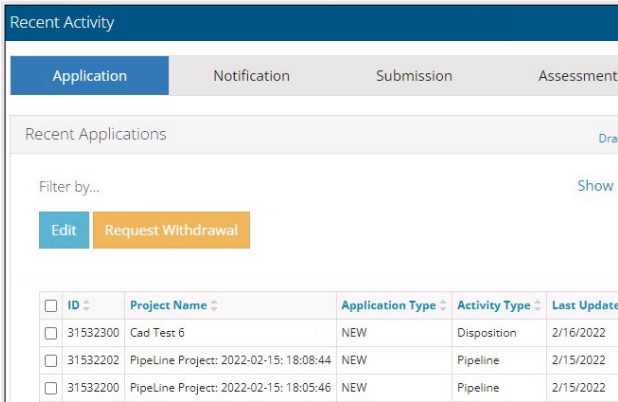 Recent Activity
Application Notification Submission Assessment
Recent Applications Dra
Filter by...
Show
Edit Request Withdrawal
ID Project Name Application Type Activity Type Last Update
31532300 Cad Test 6 NEW Disposition 2/16/2022
31532202 PipeLine Project: 2022-02-15: 18:08:44 NEW Pipeline 2/15/2022
31532200 PipeLine Project: 2022-02-15: 18:05:46 NEW Pipeline 2/15/2022